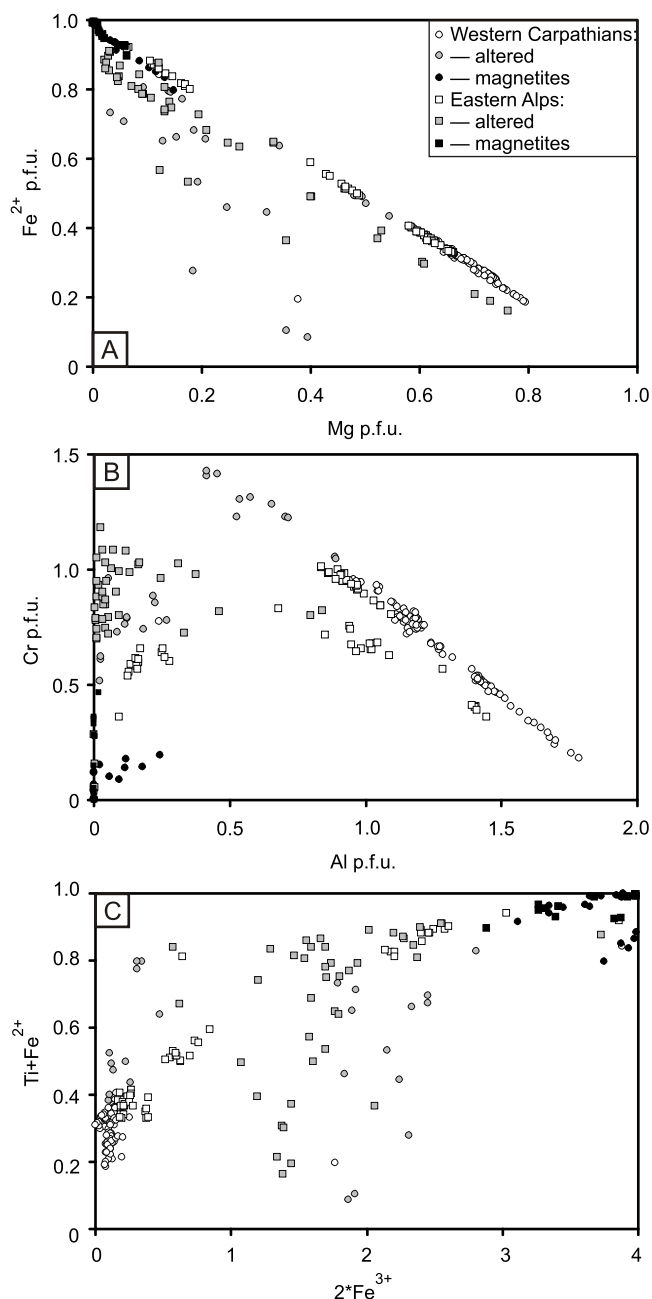 1.0
0.8
0.6
0.4
0.2
0
Fe2+ p.f.u.
Western Carpathians:
— altered
— magnetites
Eastern Alps:
— altered
— magnetites
A
0 0.2 0.4 0.6 0.8 1.0
Mg p.f.u.
1.5
1.0
0.5
0
Cr p.f.u.
B
0 0.5 1.0 1.5 2.0
Al p.f.u.
1.0
0.8
0.6
0.4
0.2
0
Ti+Fe2+
C
0 1 2 3 4
2*Fe3+